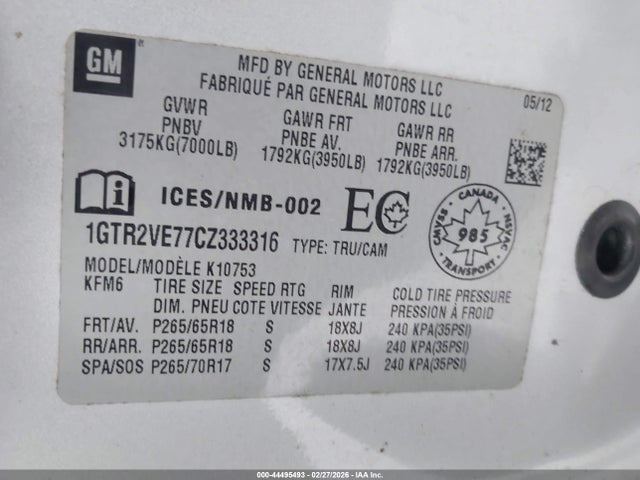 GM
MFD BY GENERAL MOTORS LLC
FABRIQUÉ PAR GENERAL MOTORS LLC
05/12
GVWR GAWR FRT GAWR RR
PNBV PNBE AV. PNBE ARR.
3175KG(7000LB) 1792KG(3950LB) 1792KG(3950LB)
ICES/NMB-002 EC
CANADA
CMVSS 985 NSVAC
TRANSPORT
1GTR2VE77CZ333316 TYPE: TRU/CAM
MODEL/MODÈLE K10753
KFM6 TIRE SIZE SPEED RTG RIM COLD TIRE PRESSURE
DIM. PNEU COTE VITESSE JANTE PRESSION À FROID
FRT/AV. P265/65R18 S 18X8J 240 KPA(35PSI)
RR/ARR. P265/65R18 S 18X8J 240 KPA(35PSI)
SPA/SOS P265/70R17 S 17X7.5J 240 KPA(35PSI)
000-44495493 - 02/27/2026 - IAA Inc.